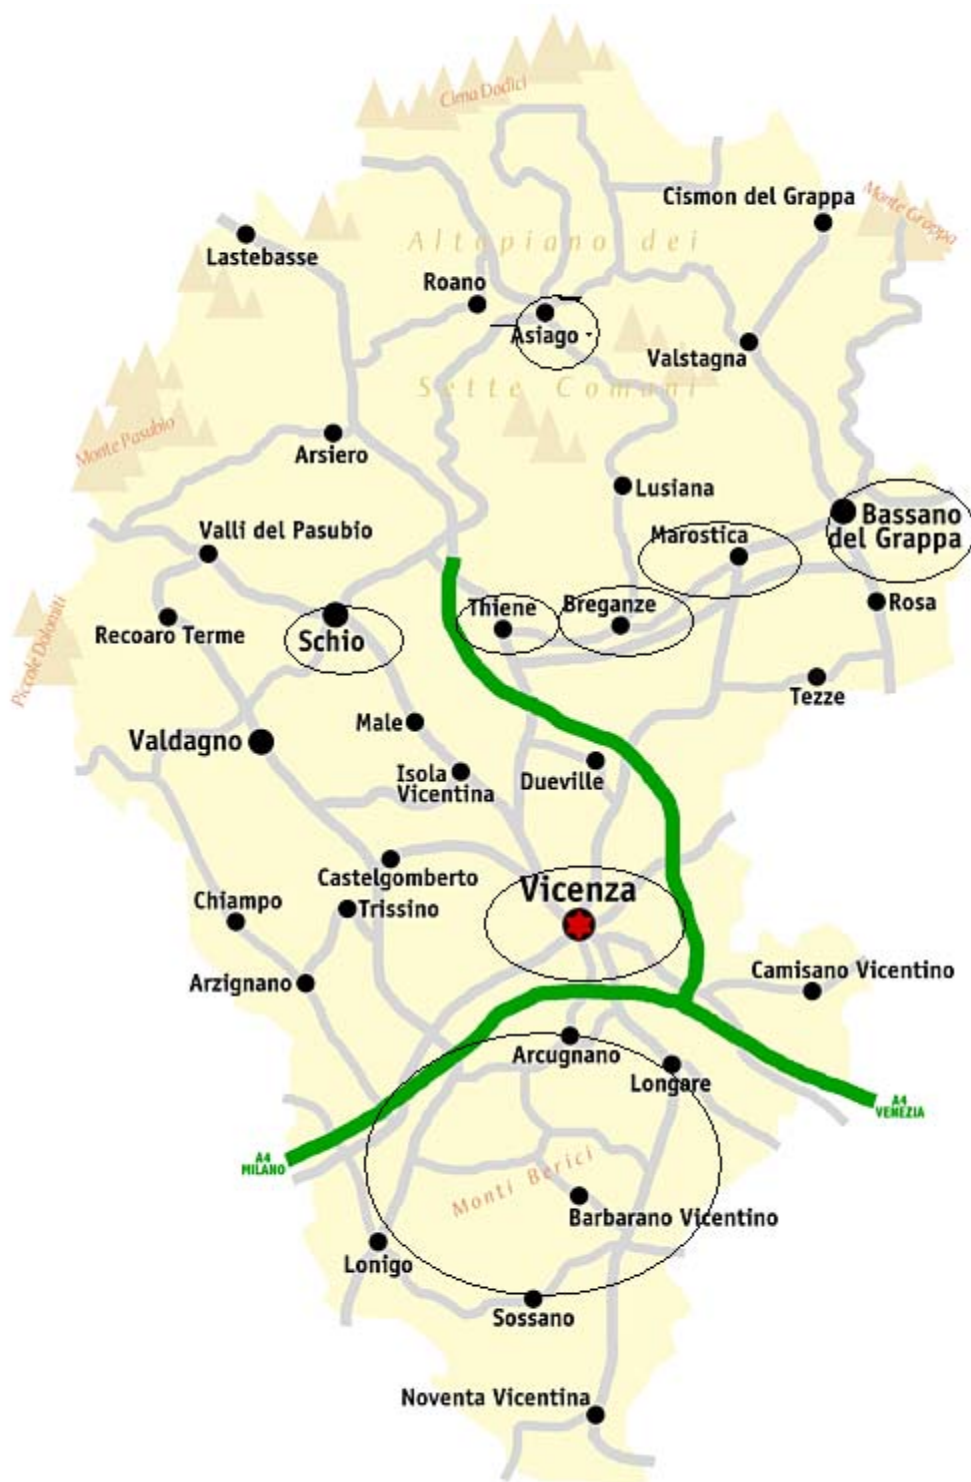 Cima Dodici
Cismon del Grappa
Monte Grappa
Altopiano dei
Lastebasse
Roano
Asiago
Valstagna
Sette Comani
Monte Pasubio
Arsiero
Lusiana
Bassano
del Grappa
Valli del Pasubio
Marostica
Thiene
Breganze
Rosa
Recoaro Terme
Schio
Piccole Dolomiti
Tezze
Male
Valdagno
Isola
Vicentina
Dueville
Castelgomberto
Vicenza
Chiampo
Trissino
Camisano Vicentino
Arzignano
Arcugnano
Longare
A4
VENEZIA
A4
MILANO
Monti Berici
Barbarano Vicentino
Lonigo
Sossano
Noventa Vicentina